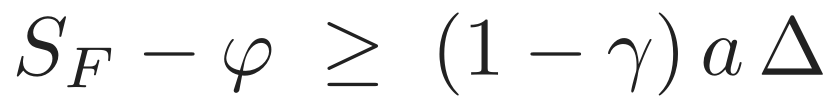 S_F − φ ≥ (1 − γ) a Δ